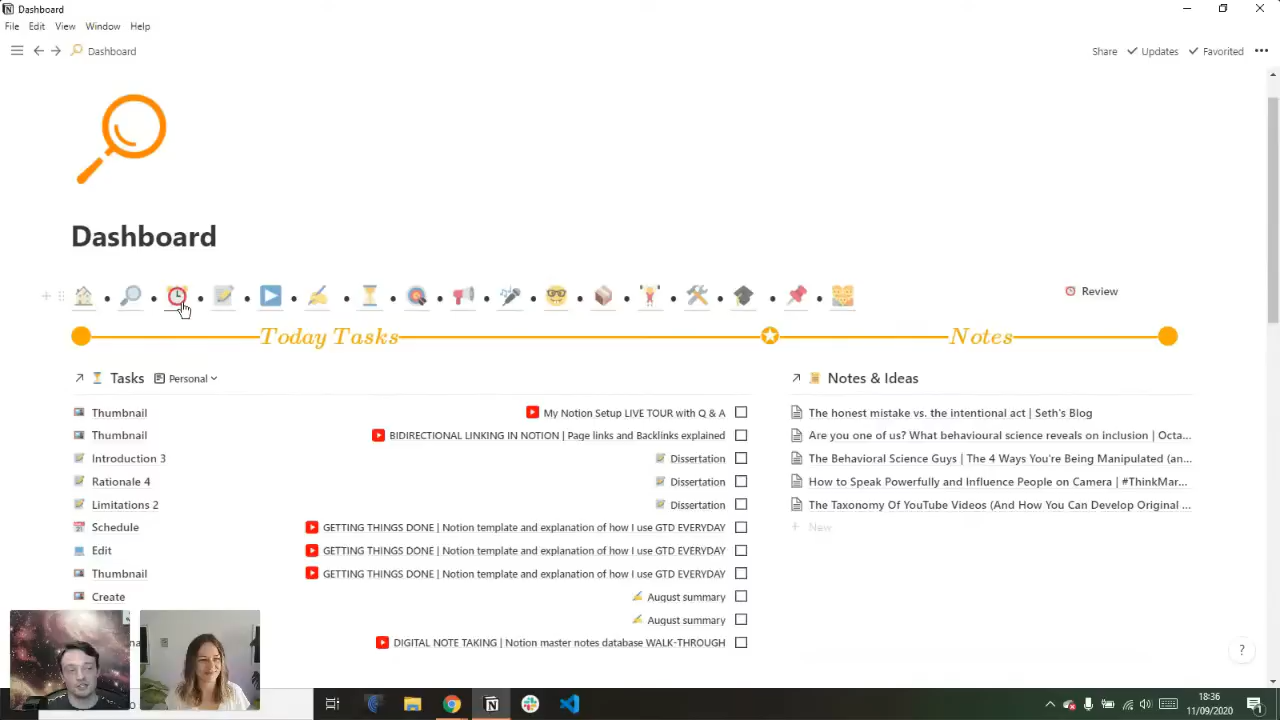 Dashboard
File Edit View Window Help
Dashboard
Share Updates Favorited
Dashboard
Review
Today Tasks Notes
Tasks Personal
Notes & Ideas
Thumbnail My Notion Setup LIVE TOUR with Q & A
Thumbnail BIDIRECTIONAL LINKING IN NOTION | Page links and Backlinks explained
Introduction 3 Dissertation
Rationale 4 Dissertation
Limitations 2 Dissertation
Schedule GETTING THINGS DONE | Notion template and explanation of how I use GTD EVERYDAY
Edit GETTING THINGS DONE | Notion template and explanation of how I use GTD EVERYDAY
Thumbnail GETTING THINGS DONE | Notion template and explanation of how I use GTD EVERYDAY
Create August summary
August summary
DIGITAL NOTE TAKING | Notion master notes database WALK-THROUGH
The honest mistake vs. the intentional act | Seth's Blog
Are you one of us? What behavioural science reveals on inclusion | Octa...
The Behavioral Science Guys | The 4 Ways You're Being Manipulated (an...
How to Speak Powerfully and Influence People on Camera | #ThinkMar...
The Taxonomy Of YouTube Videos (And How You Can Develop Original ...
+ New
?
18:36
11/09/2020